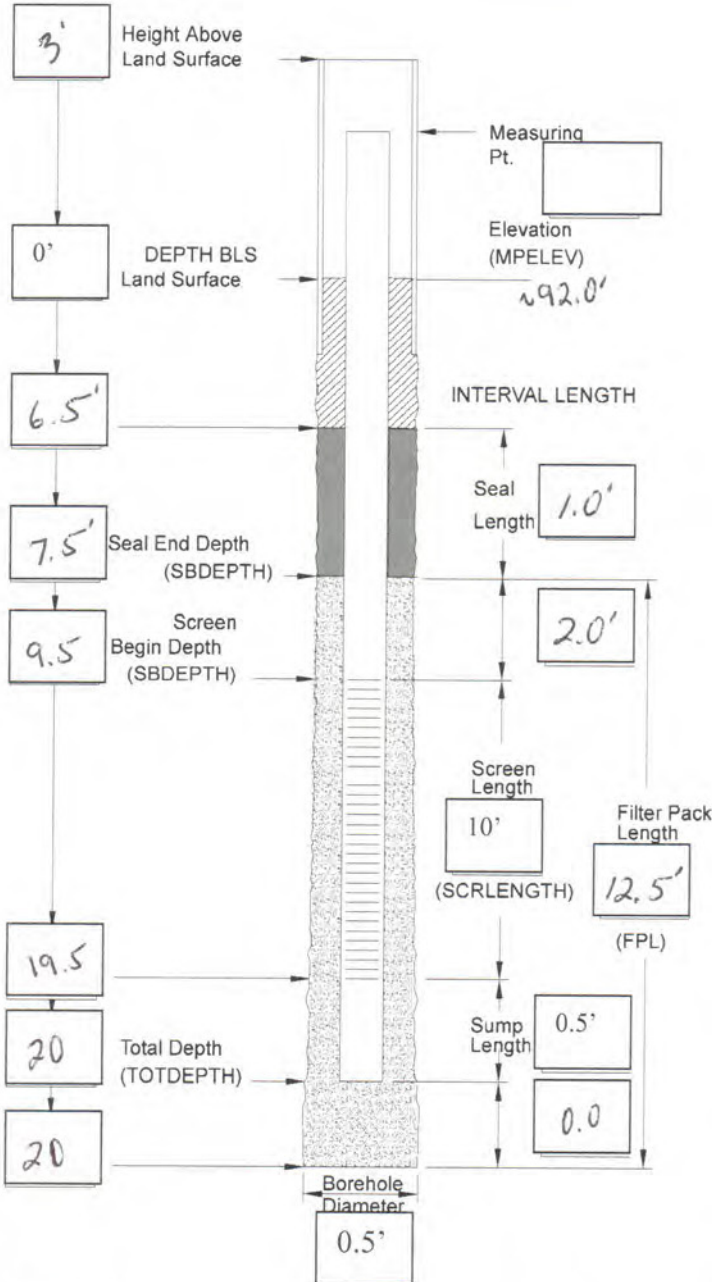 3'
Height Above
Land Surface
Measuring
Pt.
Elevation
(MPELEV)
~92.0'
0'
DEPTH BLS
Land Surface
6.5'
INTERVAL LENGTH
Seal
Length
1.0'
7.5'
Seal End Depth
(SBDEPTH)
2.0'
9.5
Screen
Begin Depth
(SBDEPTH)
Screen
Length
10'
(SCRLENGTH)
Filter Pack
Length
12.5'
(FPL)
19.5
Sump
Length
0.5'
20
Total Depth
(TOTDEPTH)
0.0
20
Borehole
Diameter
0.5'